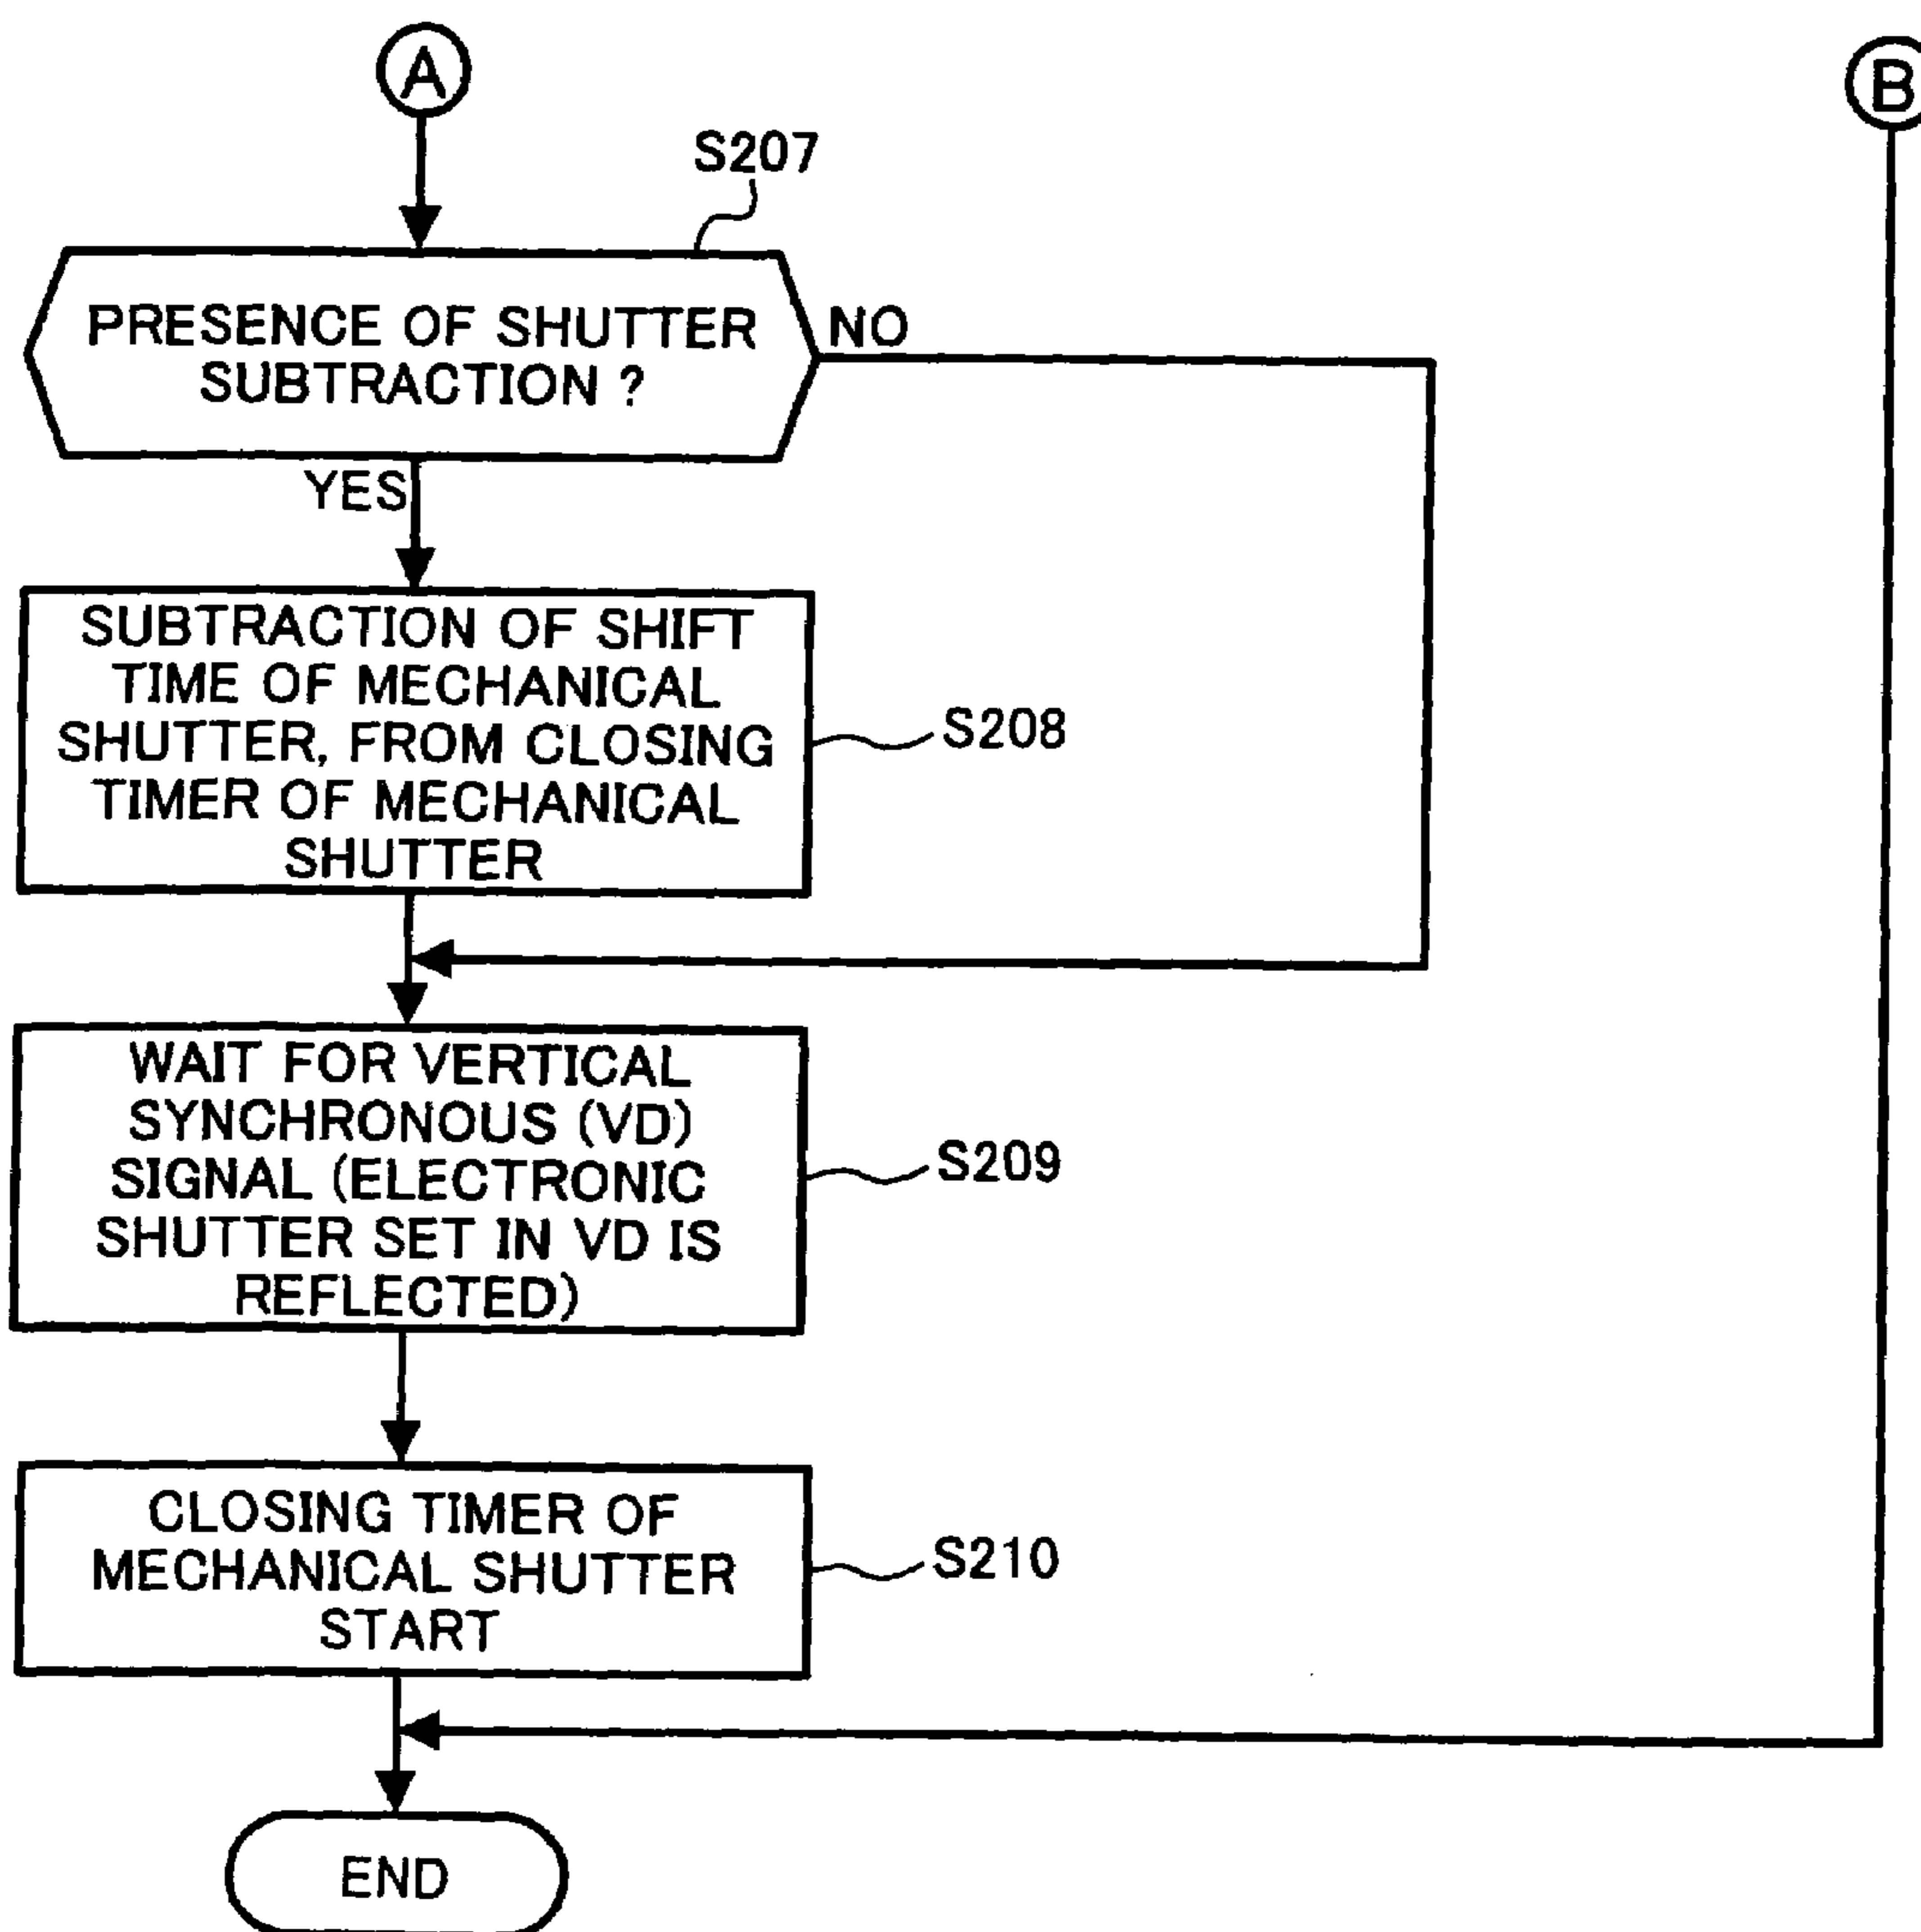 A
B
S207
PRESENCE OF SHUTTER
SUBTRACTION ?
NO
YES
SUBTRACTION OF SHIFT
TIME OF MECHANICAL
SHUTTER, FROM CLOSING
TIMER OF MECHANICAL
SHUTTER
S208
WAIT FOR VERTICAL
SYNCHRONOUS (VD)
SIGNAL (ELECTRONIC
SHUTTER SET IN VD IS
REFLECTED)
S209
CLOSING TIMER OF
MECHANICAL SHUTTER
START
S210
END